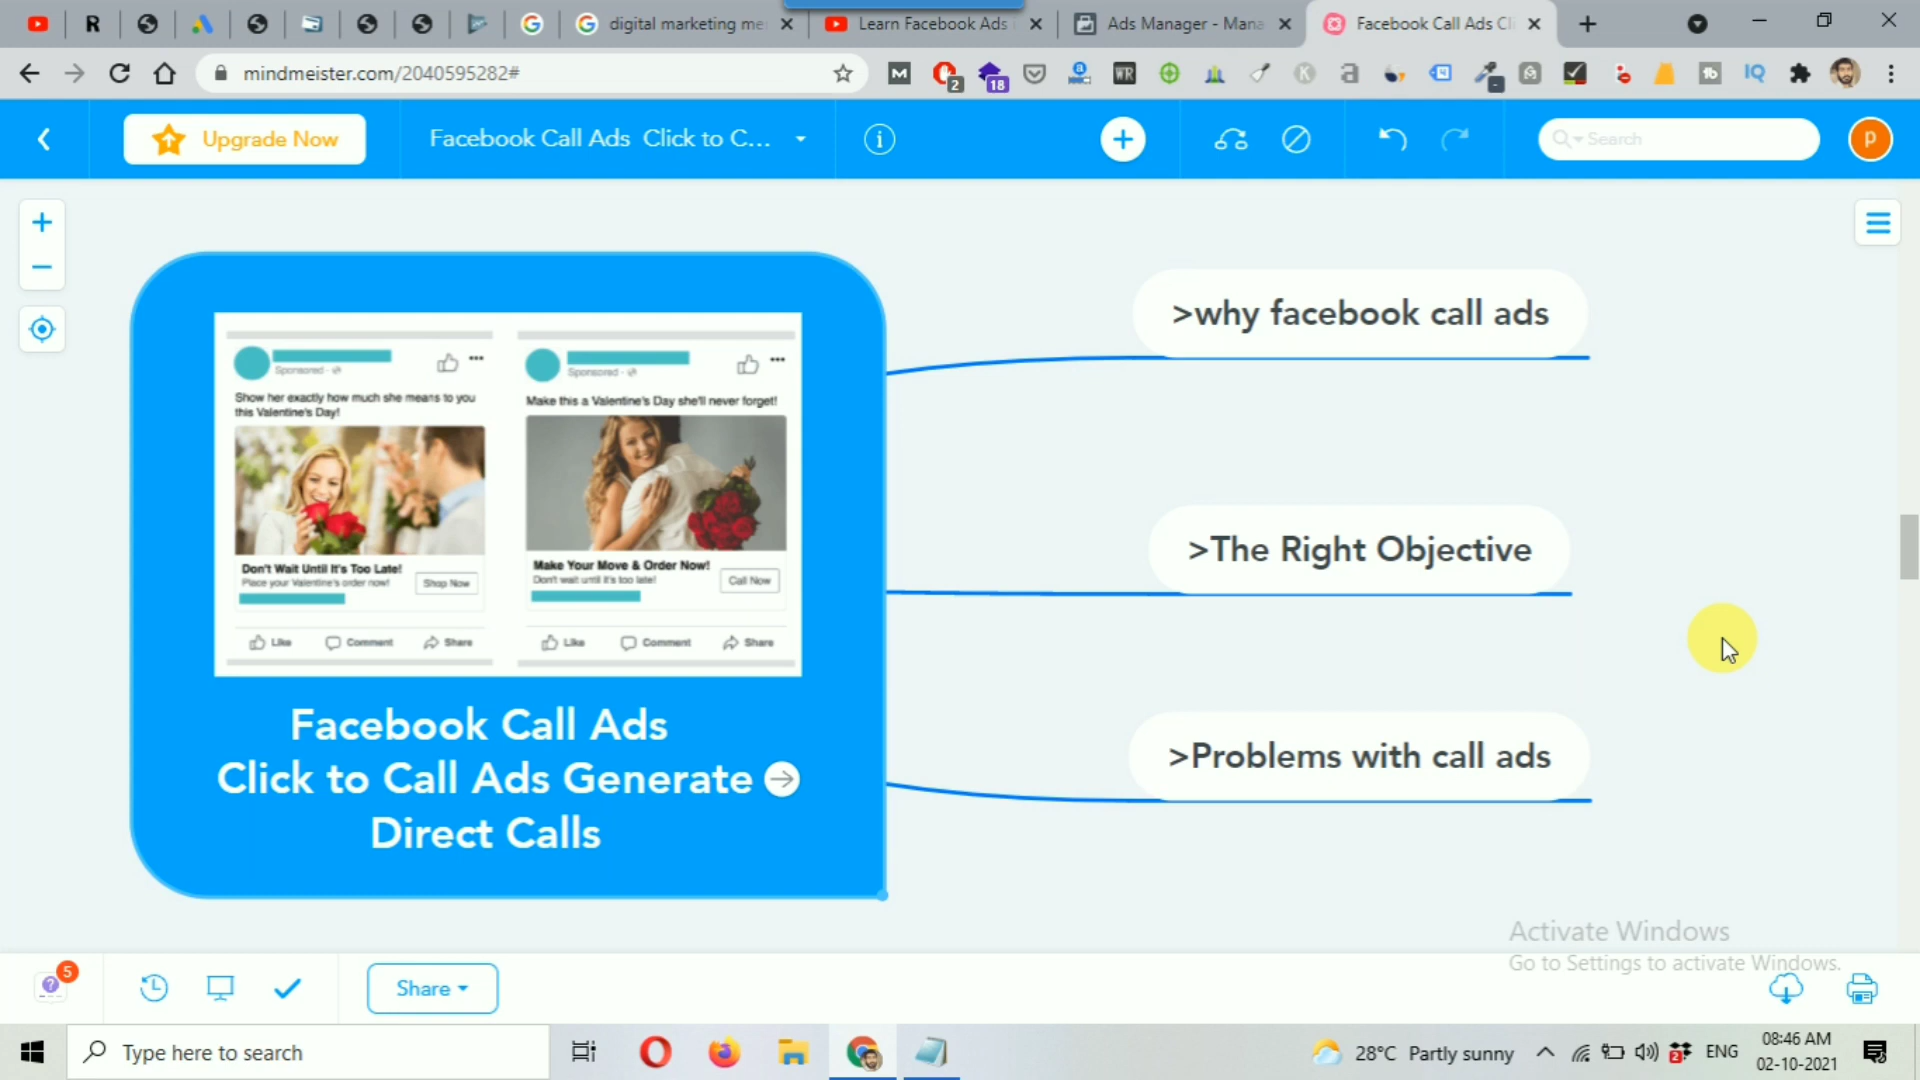 digital marketing me
Learn Facebook Ads
Ads Manager - Mana
Facebook Call Ads Cli
mindmeister.com/2040595282#
2
18
Upgrade Now
Facebook Call Ads Click to C...
Search
P
>why facebook call ads
>The Right Objective
>Problems with call ads
Sponsored
Show her exactly how much she means to you
this Valentine's Day!
Don't Wait Until It's Too Late!
Place your Valentine's order now!
Shop Now
Like Comment Share
Sponsored
Make this a Valentine's Day she'll never forget!
Make Your Move & Order Now!
Don't wait until it's too late!
Call Now
Like Comment Share
Facebook Call Ads
Click to Call Ads Generate
Direct Calls
Activate Windows
Go to Settings to activate Windows.
5
Share
Type here to search
28°C Partly sunny
ENG
08:46 AM
02-10-2021